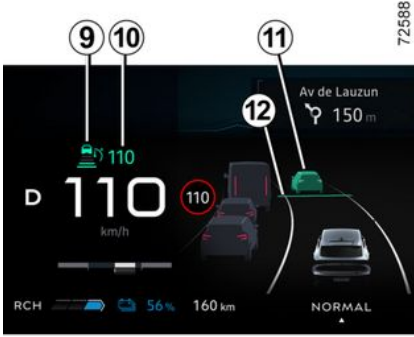 72588
9 10 11
Av de Lauzun
150 m
12
110
D 110 110
km/h
RCH 56% 160 km NORMAL